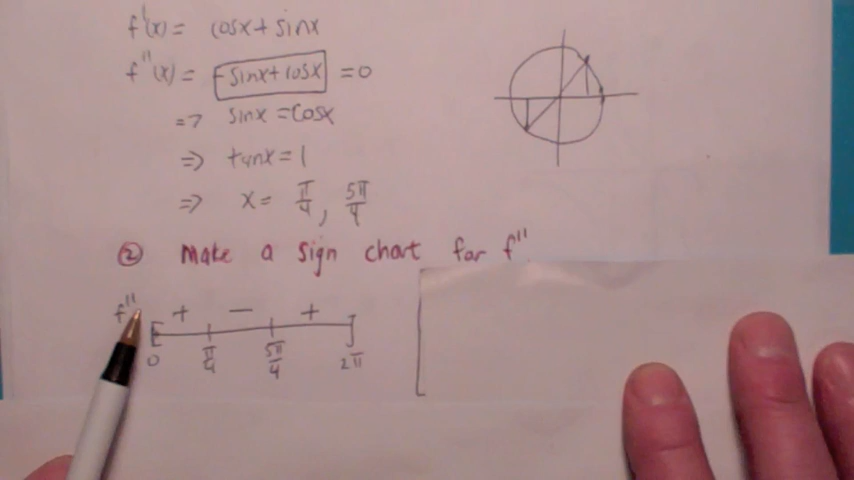 f'(x) = cosx + sinx
f''(x) = -sinx+cosx = 0
=> sinx = cosx
=> tanx = 1
=> x = π/4, 5π/4
② Make a sign chart for f''
f'' + − +
0 π/4 5π/4 2π